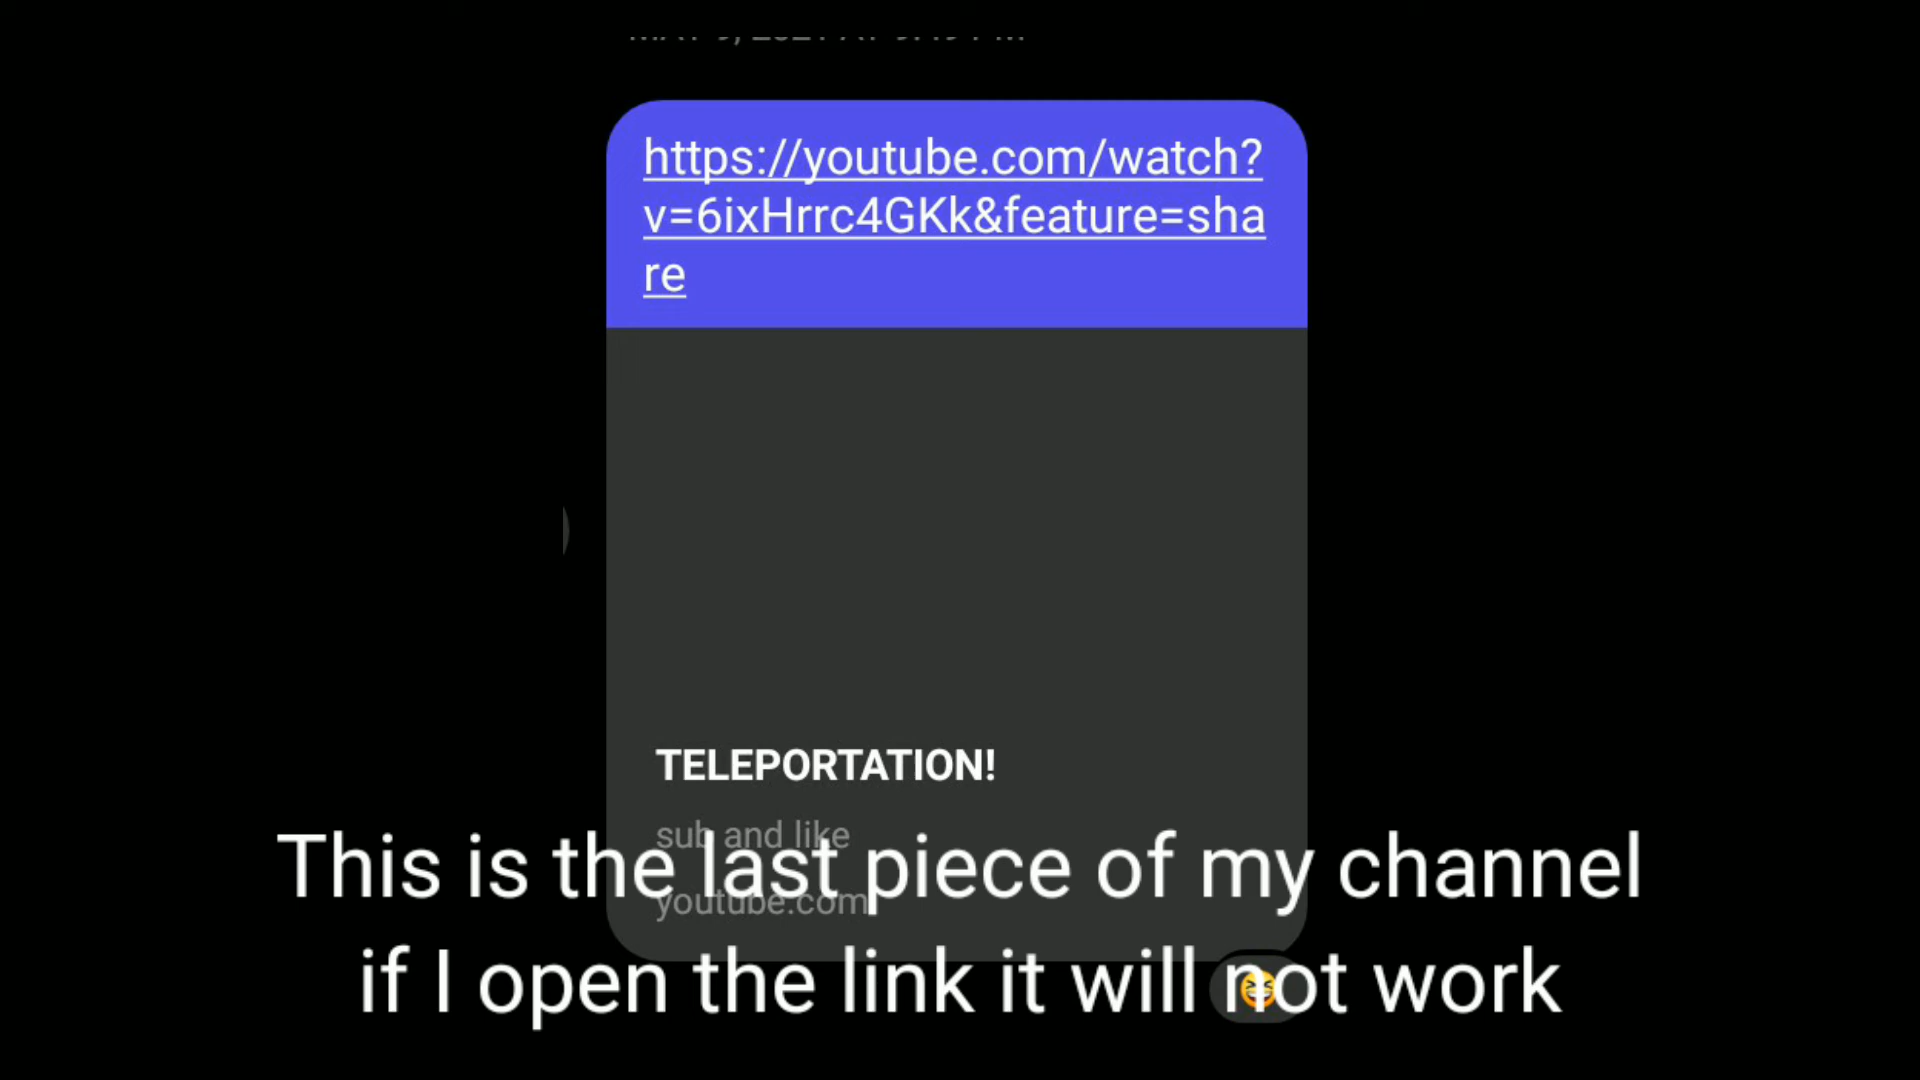 https://youtube.com/watch?
v=6ixHrrc4GKk&feature=sha
re
TELEPORTATION!
sub and like
youtube.com
This is the last piece of my channel
if I open the link it will not work